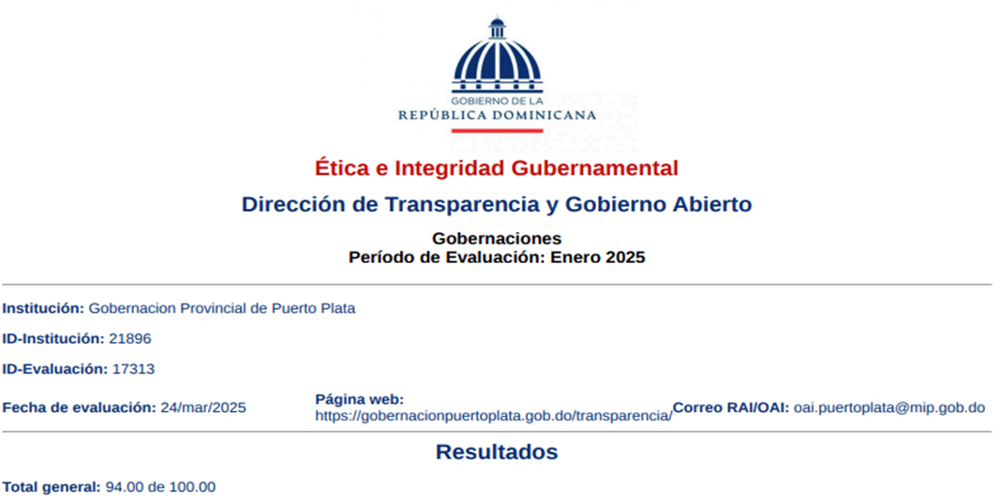 GOBIERNO DE LA
REPÚBLICA DOMINICANA
Ética e Integridad Gubernamental
Dirección de Transparencia y Gobierno Abierto
Gobernaciones
Período de Evaluación: Enero 2025
Institución: Gobernacion Provincial de Puerto Plata
ID-Institución: 21896
ID-Evaluación: 17313
Fecha de evaluación: 24/mar/2025
Página web:
https://gobernacionpuertoplata.gob.do/transparencia/
Correo RAI/OAI: oai.puertoplata@mip.gob.do
Resultados
Total general: 94.00 de 100.00